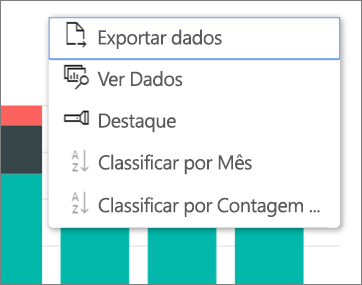 Exportar dados
Ver Dados
Destaque
Classificar por Mês
Classificar por Contagem ...